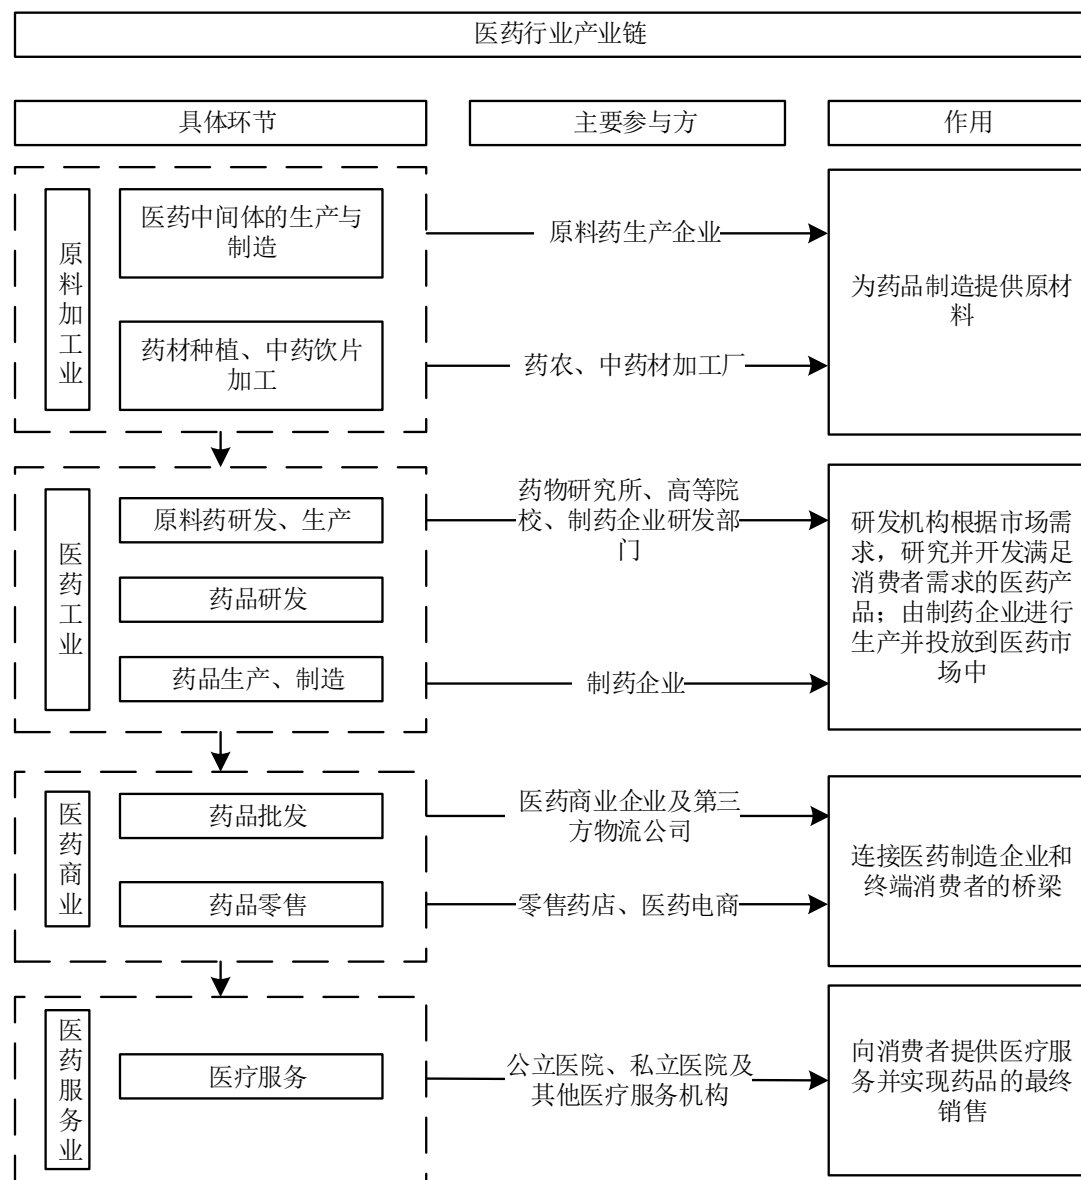 医药行业产业链
具体环节
主要参与方
作用
原料加工业
医药中间体的生产与
制造
原料药生产企业
为药品制造提供原材
料
药材种植、中药饮片
加工
药农、中药材加工厂
医药工业
原料药研发、生产
药物研究所、高等院
校、制药企业研发部
门
研发机构根据市场需
求，研究并开发满足
消费者需求的医药产
品；由制药企业进行
生产并投放到医药市
场中
药品研发
药品生产、制造
制药企业
医药商业
药品批发
医药商业企业及第三
方物流公司
连接医药制造企业和
终端消费者的桥梁
药品零售
零售药店、医药电商
医药服务业
医疗服务
公立医院、私立医院及
其他医疗服务机构
向消费者提供医疗服
务并实现药品的最终
销售